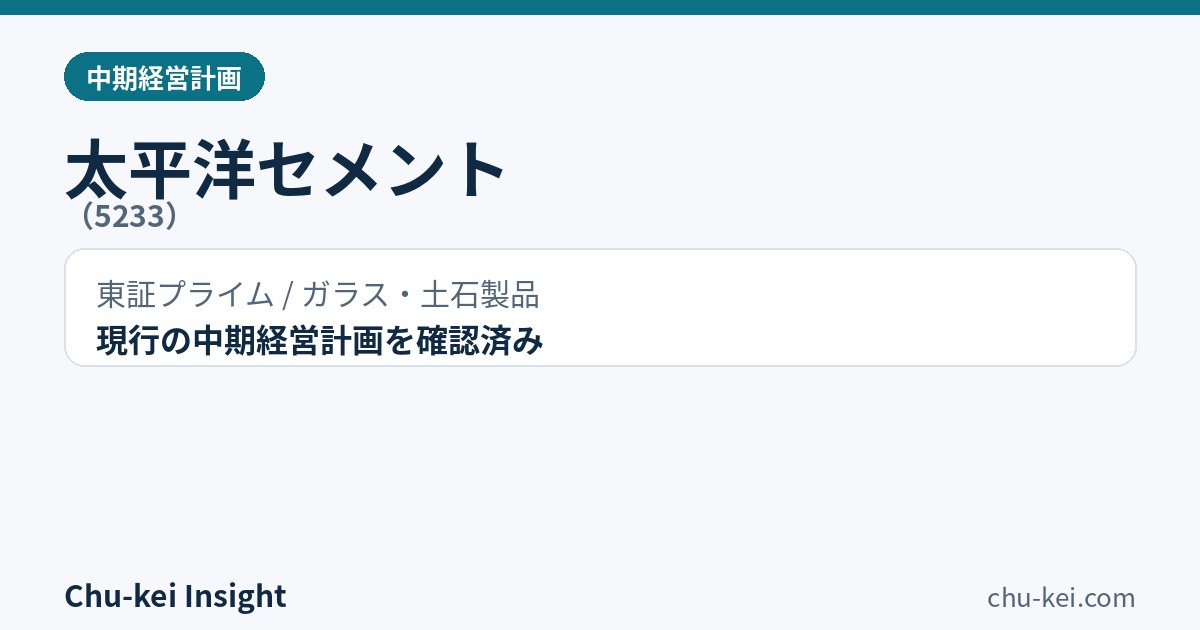 中期経営計画
太平洋セメント
（5233）
東証プライム / ガラス・土石製品
現行の中期経営計画を確認済み
Chu-kei Insight
chu-kei.com